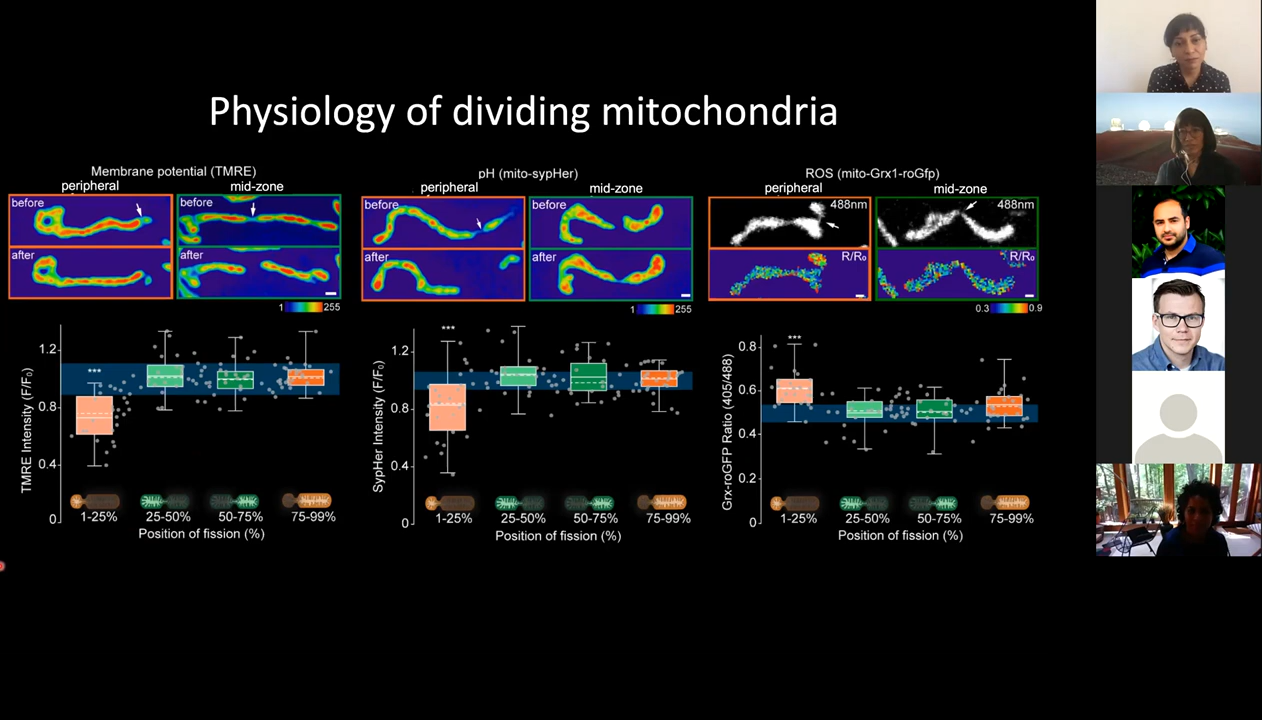 Physiology of dividing mitochondria
Membrane potential (TMRE)
peripheral
mid-zone
before
before
after
after
1
255
TMRE Intensity (F/F₀)
1.2
0.8
0.4
0
***
1-25%
25-50%
50-75%
75-99%
Position of fission (%)
pH (mito-sypHer)
peripheral
mid-zone
before
before
after
after
1
255
SypHer Intensity (F/F₀)
1.2
0.8
0.4
0
***
1-25%
25-50%
50-75%
75-99%
Position of fission (%)
ROS (mito-Grx1-roGfp)
peripheral
mid-zone
488nm
488nm
R/R₀
R/R₀
0.3
0.9
Grx-roGFP Ratio (405/488)
0.8
0.6
0.4
0.2
0
***
1-25%
25-50%
50-75%
75-99%
Position of fission (%)